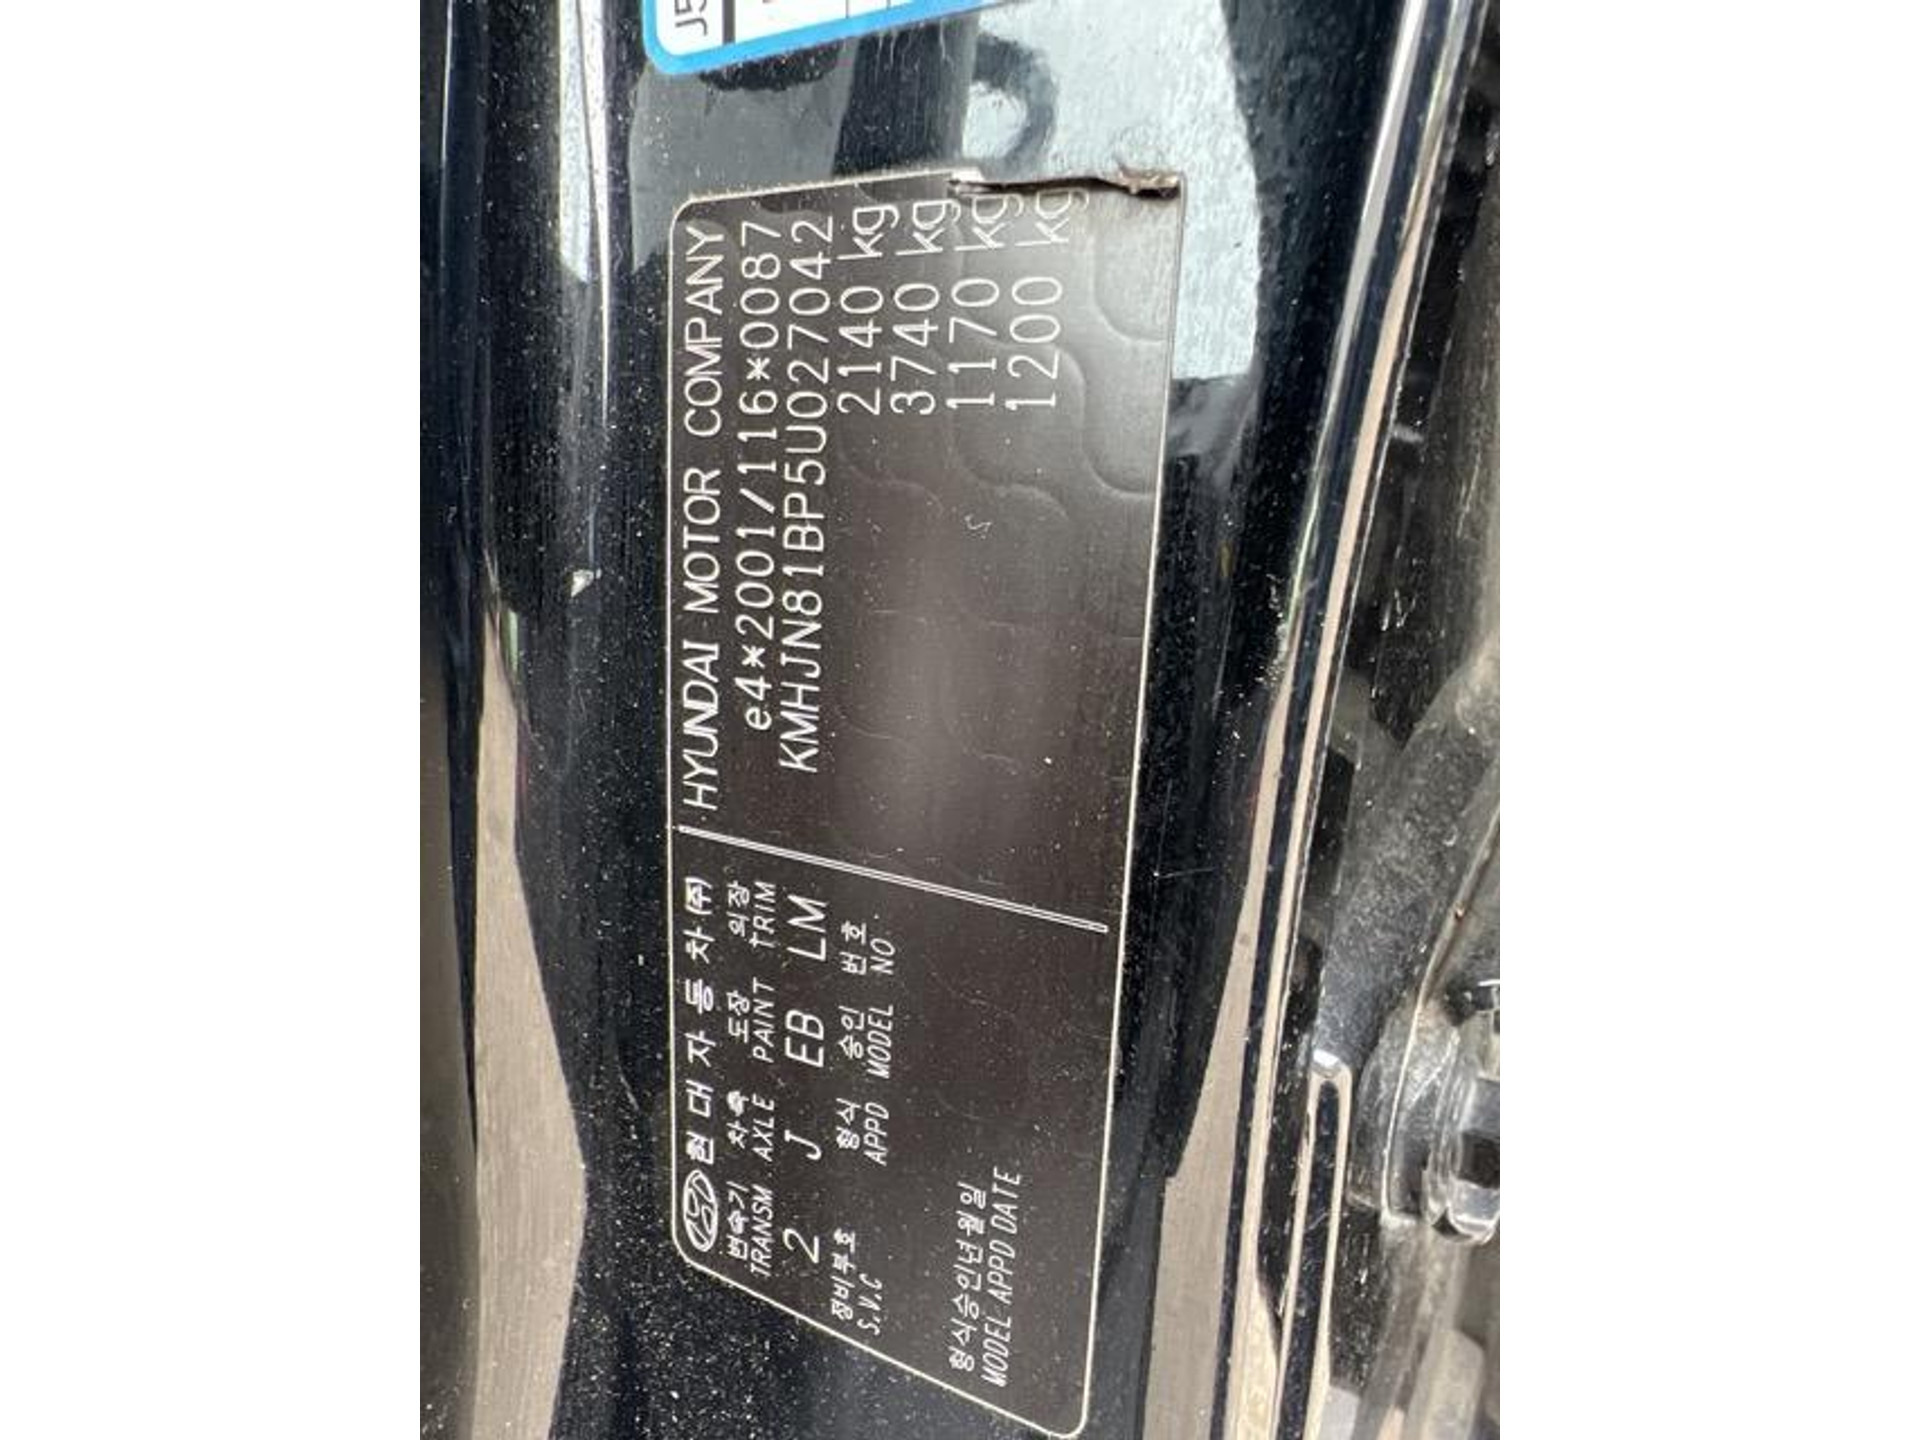 J5
현대자동차(주) HYUNDAI MOTOR COMPANY
변속기 차축 도장 의장
TRANSM. AXLE PAINT TRIM
2 J EB LM
정비부호 형식 승인 번호
S.V.C APPD MODEL NO
형식승인년월일
MODEL APPD DATE
e4*2001/116*0087
KMHJN81BP5U027042
2140 kg
3740 kg
1170 kg
1200 kg